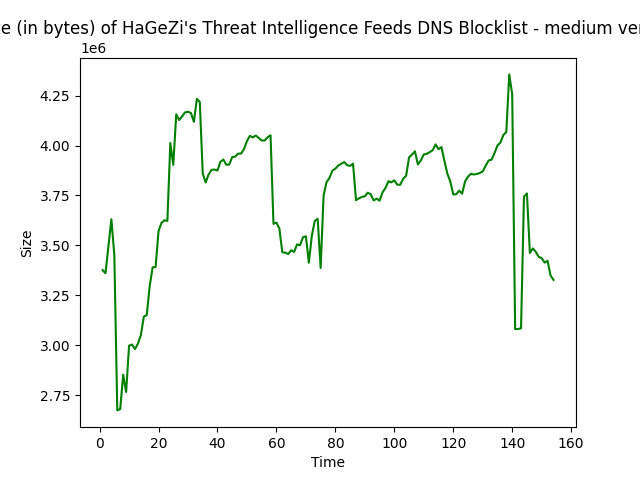 (in bytes) of HaGeZi's Threat Intelligence Feeds DNS Blocklist - medium
1e6
4.25
4.00
3.75
3.50
3.25
3.00
2.75
Size
0 20 40 60 80 100 120 140 160
Time